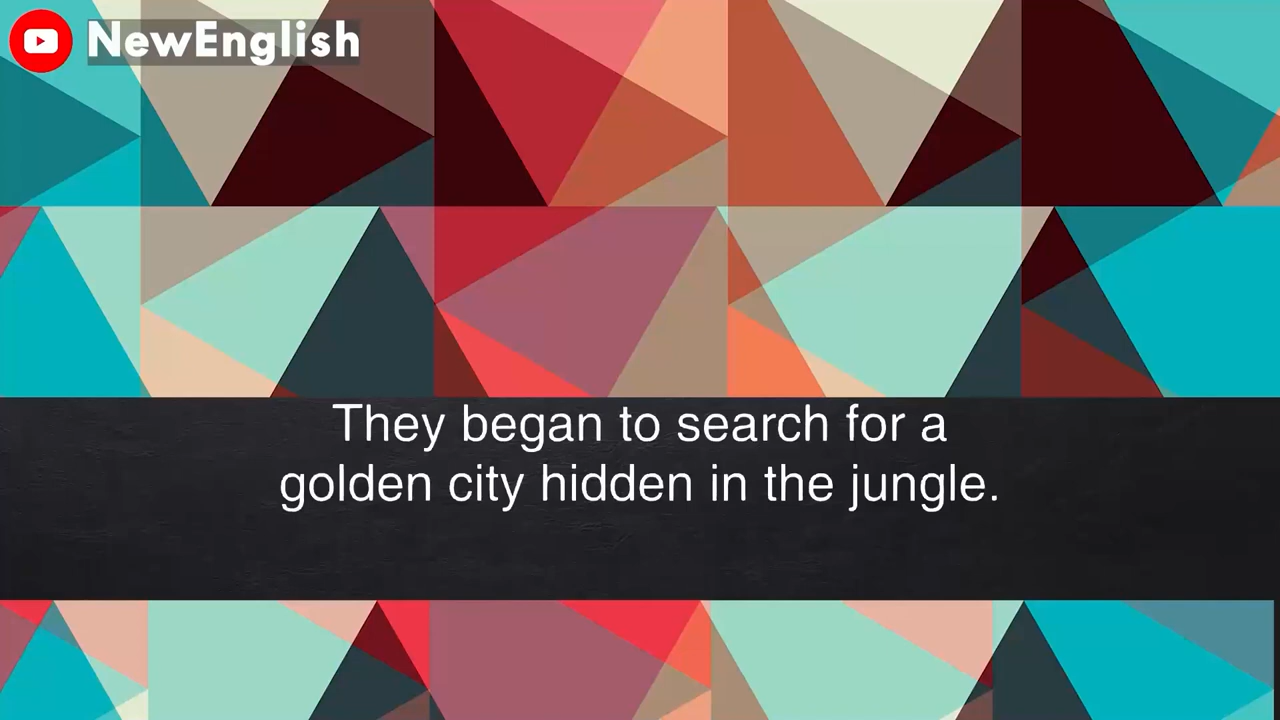 NewEnglish
They began to search for a
golden city hidden in the jungle.